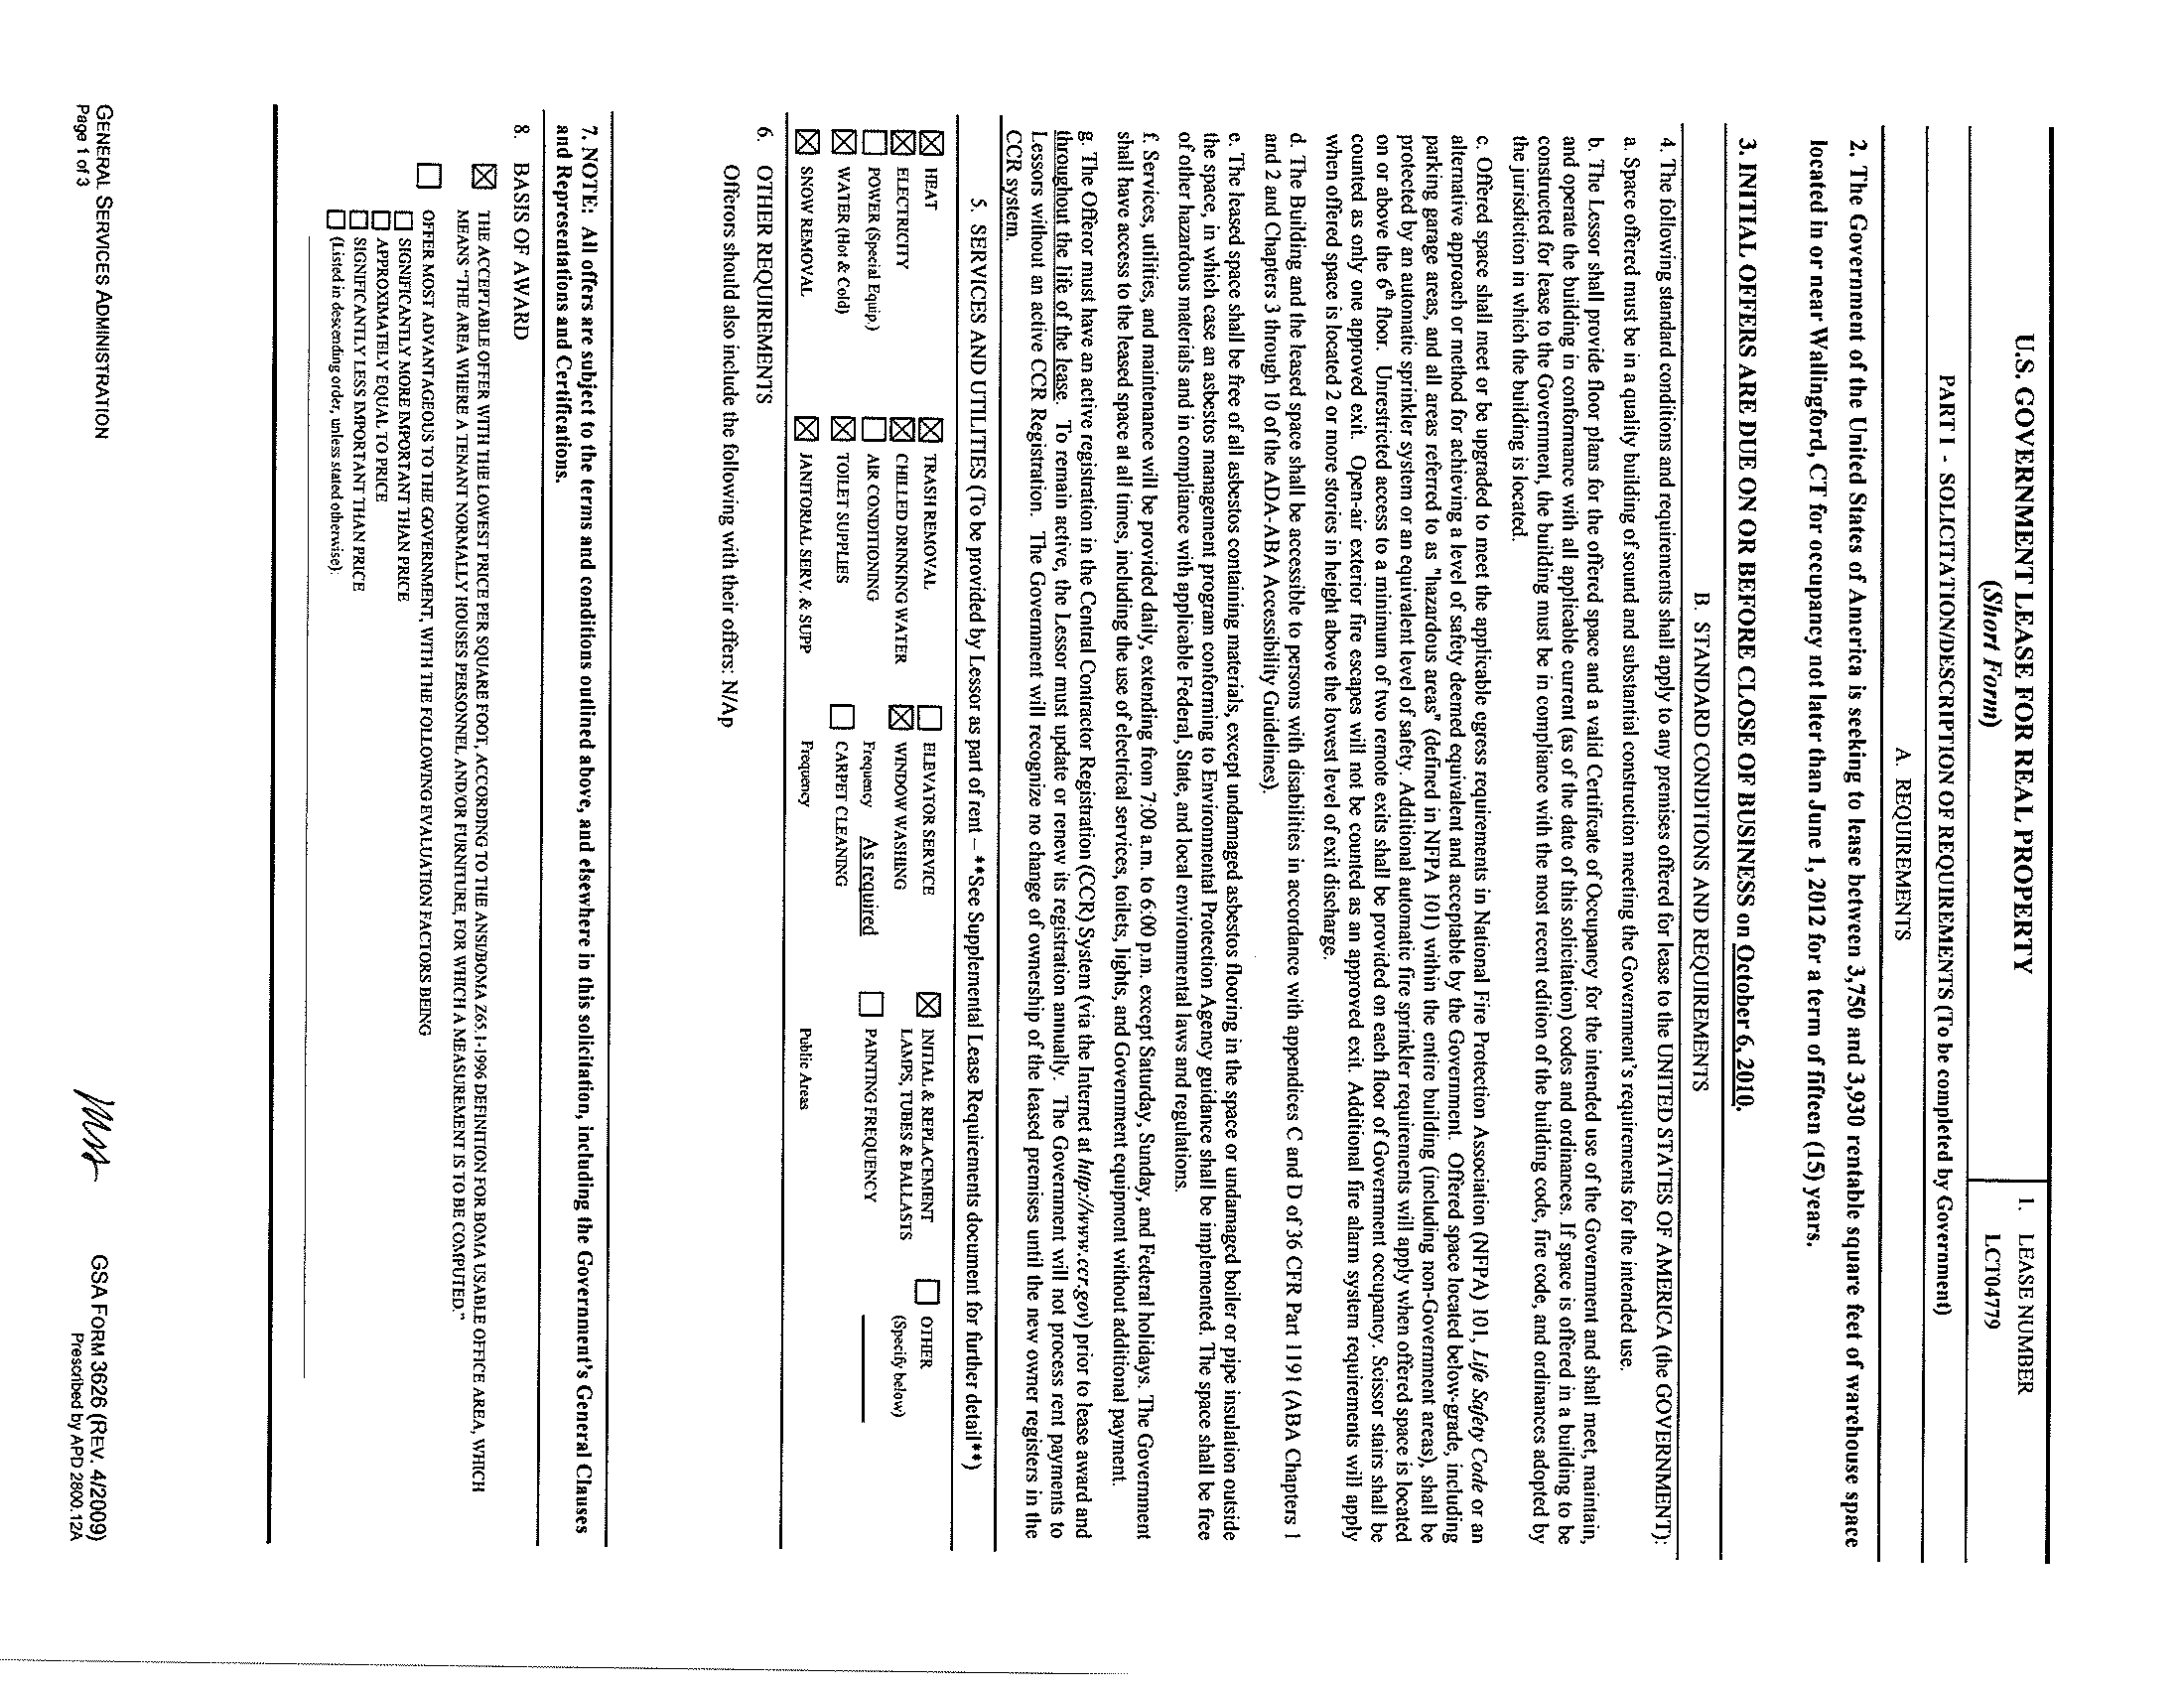 U.S. GOVERNMENT LEASE FOR REAL PROPERTY
(Short Form)
1. LEASE NUMBER
LCT04779
PART I - SOLICITATION/DESCRIPTION OF REQUIREMENTS (To be completed by Government)
A. REQUIREMENTS
2. The Government of the United States of America is seeking to lease between 3,750 and 3,930 rentable square feet of warehouse space
located in or near Wallingford, CT for occupancy not later than June 1, 2012 for a term of fifteen (15) years.
3. INITIAL OFFERS ARE DUE ON OR BEFORE CLOSE OF BUSINESS on October 6, 2010.
B. STANDARD CONDITIONS AND REQUIREMENTS
4. The following standard conditions and requirements shall apply to any premises offered for lease to the UNITED STATES OF AMERICA (the GOVERNMENT):
a. Space offered must be in a quality building of sound and substantial construction meeting the Government's requirements for the intended use.
b. The Lessor shall provide floor plans for the offered space and a valid Certificate of Occupancy for the intended use of the Government and shall meet, maintain,
and operate the building in conformance with all applicable current (as of the date of this solicitation) codes and ordinances. If space is offered in a building to be
constructed for lease to the Government, the building must be in compliance with the most recent edition of the building code, fire code, and ordinances adopted by
the jurisdiction in which the building is located.
c. Offered space shall meet or be upgraded to meet the applicable egress requirements in National Fire Protection Association (NFPA) 101, Life Safety Code or an
alternative approach or method for achieving a level of safety deemed equivalent and acceptable by the Government. Offered space located below-grade, including
parking garage areas, and all areas referred to as "hazardous areas" (defined in NFPA 101) within the entire building (including non-Government areas), shall be
protected by an automatic sprinkler system or an equivalent level of safety. Additional automatic fire sprinkler requirements will apply when offered space is located
on or above the 6th floor. Unrestricted access to a minimum of two remote exits shall be provided on each floor of Government occupancy. Scissor stairs shall be
counted as only one approved exit. Open-air exterior fire escapes will not be counted as an approved exit. Additional fire alarm system requirements will apply
when offered space is located 2 or more stories in height above the lowest level of exit discharge.
d. The Building and the leased space shall be accessible to persons with disabilities in accordance with appendices C and D of 36 CFR Part 1191 (ABA Chapters 1
and 2 and Chapters 3 through 10 of the ADA-ABA Accessibility Guidelines).
e. The leased space shall be free of all asbestos containing materials, except undamaged asbestos flooring in the space or undamaged boiler or pipe insulation outside
the space, in which case an asbestos management program conforming to Environmental Protection Agency guidance shall be implemented. The space shall be free
of other hazardous materials and in compliance with applicable Federal, State, and local environmental laws and regulations.
f. Services, utilities, and maintenance will be provided daily, extending from 7:00 a.m. to 6:00 p.m. except Saturday, Sunday, and Federal holidays. The Government
shall have access to the leased space at all times, including the use of electrical services, toilets, lights, and Government equipment without additional payment.
g. The Offeror must have an active registration in the Central Contractor Registration (CCR) System (via the Internet at http://www.ccr.gov) prior to lease award and
throughout the life of the lease. To remain active, the Lessor must update or renew its registration annually. The Government will not process rent payments to
Lessors without an active CCR Registration. The Government will recognize no change of ownership of the leased premises until the new owner registers in the
CCR system.
5. SERVICES AND UTILITIES (To be provided by Lessor as part of rent – **See Supplemental Lease Requirements document for further detail**)
☒ HEAT ☒ TRASH REMOVAL ☐ ELEVATOR SERVICE ☒ INITIAL & REPLACEMENT ☐ OTHER
☒ ELECTRICITY ☒ CHILLED DRINKING WATER ☒ WINDOW WASHING LAMPS, TUBES & BALLASTS (Specify below)
☐ POWER (Special Equip.) ☐ AIR CONDITIONING Frequency As required ☐ PAINTING FREQUENCY
☒ WATER (Hot & Cold) ☒ TOILET SUPPLIES ☐ CARPET CLEANING
☒ SNOW REMOVAL ☒ JANITORIAL SERV. & SUPP Frequency Public Areas
6. OTHER REQUIREMENTS
Offerors should also include the following with their offers: N/Ap
7. NOTE: All offers are subject to the terms and conditions outlined above, and elsewhere in this solicitation, including the Government's General Clauses
and Representations and Certifications.
8. BASIS OF AWARD
☒ THE ACCEPTABLE OFFER WITH THE LOWEST PRICE PER SQUARE FOOT, ACCORDING TO THE ANSI/BOMA Z65.1-1996 DEFINITION FOR BOMA USABLE OFFICE AREA, WHICH
MEANS "THE AREA WHERE A TENANT NORMALLY HOUSES PERSONNEL AND/OR FURNITURE, FOR WHICH A MEASUREMENT IS TO BE COMPUTED."
☐ OFFER MOST ADVANTAGEOUS TO THE GOVERNMENT, WITH THE FOLLOWING EVALUATION FACTORS BEING
☐ SIGNIFICANTLY MORE IMPORTANT THAN PRICE
☐ APPROXIMATELY EQUAL TO PRICE
☐ SIGNIFICANTLY LESS IMPORTANT THAN PRICE
☐ (Listed in descending order, unless stated otherwise):
GENERAL SERVICES ADMINISTRATION
Page 1 of 3
GSA FORM 3626 (REV. 4/2009)
Prescribed by APD 2800.12A